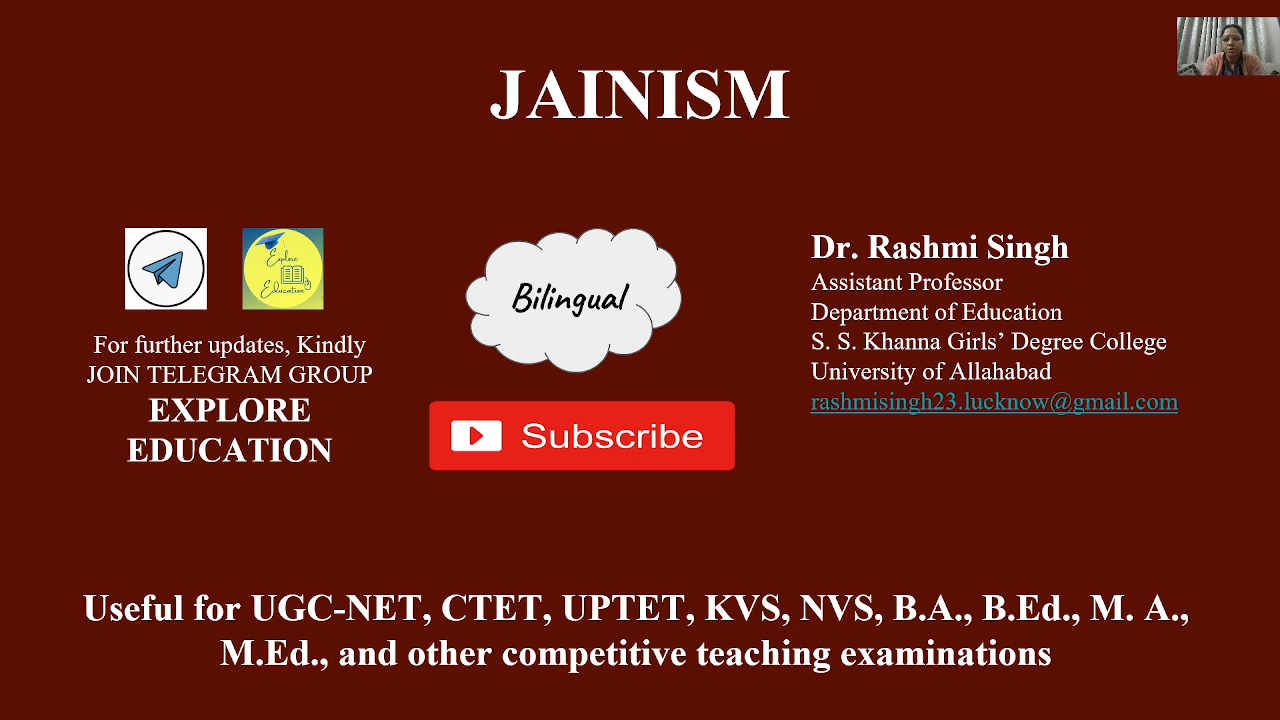 JAINISM
Explore
Education
For further updates, Kindly
JOIN TELEGRAM GROUP
EXPLORE
EDUCATION
Bilingual
Subscribe
Dr. Rashmi Singh
Assistant Professor
Department of Education
S. S. Khanna Girls’ Degree College
University of Allahabad
rashmisingh23.lucknow@gmail.com
Useful for UGC-NET, CTET, UPTET, KVS, NVS, B.A., B.Ed., M. A.,
M.Ed., and other competitive teaching examinations